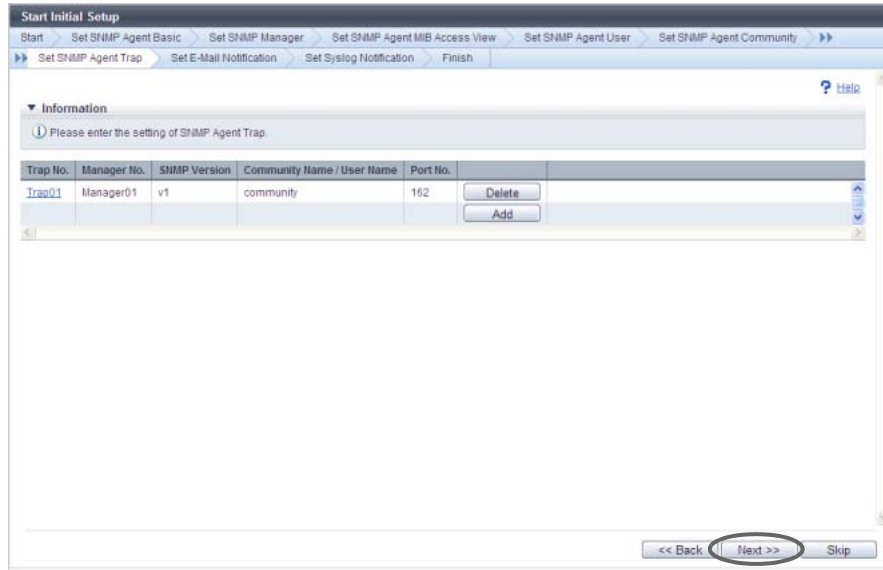 Start Initial Setup
Start Set SNMP Agent Basic Set SNMP Manager Set SNMP Agent MIB Access View Set SNMP Agent User Set SNMP Agent Community
Set SNMP Agent Trap Set E-Mail Notification Set Syslog Notification Finish
? Help
Information
Please enter the setting of SNMP Agent Trap.
Trap No. Manager No. SNMP Version Community Name / User Name Port No.
Trap01 Manager01 v1 community 162 Delete
Add
<< Back Next >> Skip